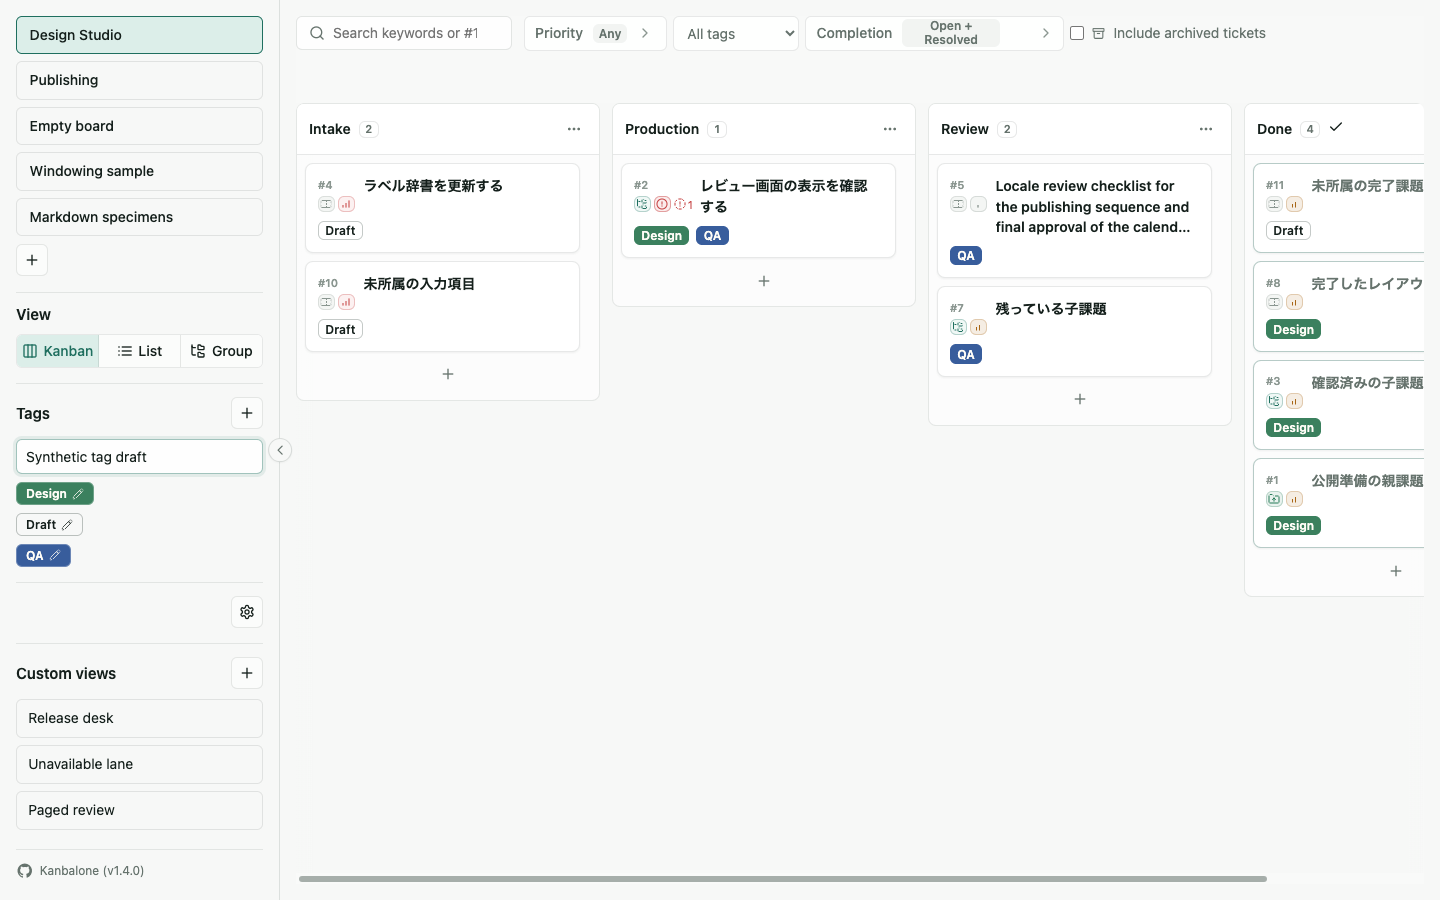 Design Studio
Publishing
Empty board
Windowing sample
Markdown specimens
View
Kanban
List
Group
Tags
Synthetic tag draft
Design
Draft
QA
Custom views
Release desk
Unavailable lane
Paged review
Kanbalone (v1.4.0)
Search keywords or #1
Priority Any
All tags
Completion
Open +
Resolved
Include archived tickets
Intake 2
#4
ラベル辞書を更新する
Draft
#10
未所属の入力項目
Draft
Production 1
#2
レビュー画面の表示を確認
する
1
Design QA
Review 2
#5
Locale review checklist for
the publishing sequence and
final approval of the calend...
QA
#7
残っている子課題
QA
Done 4
#11
未所属の完了課題
Draft
#8
完了したレイアウ
Design
#3
確認済みの子課題
Design
#1
公開準備の親課題
Design